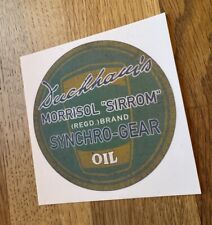 Duckham's
MORRISOL "SIRROM"
(REGD.) BRAND
SYNCHRO-GEAR
OIL